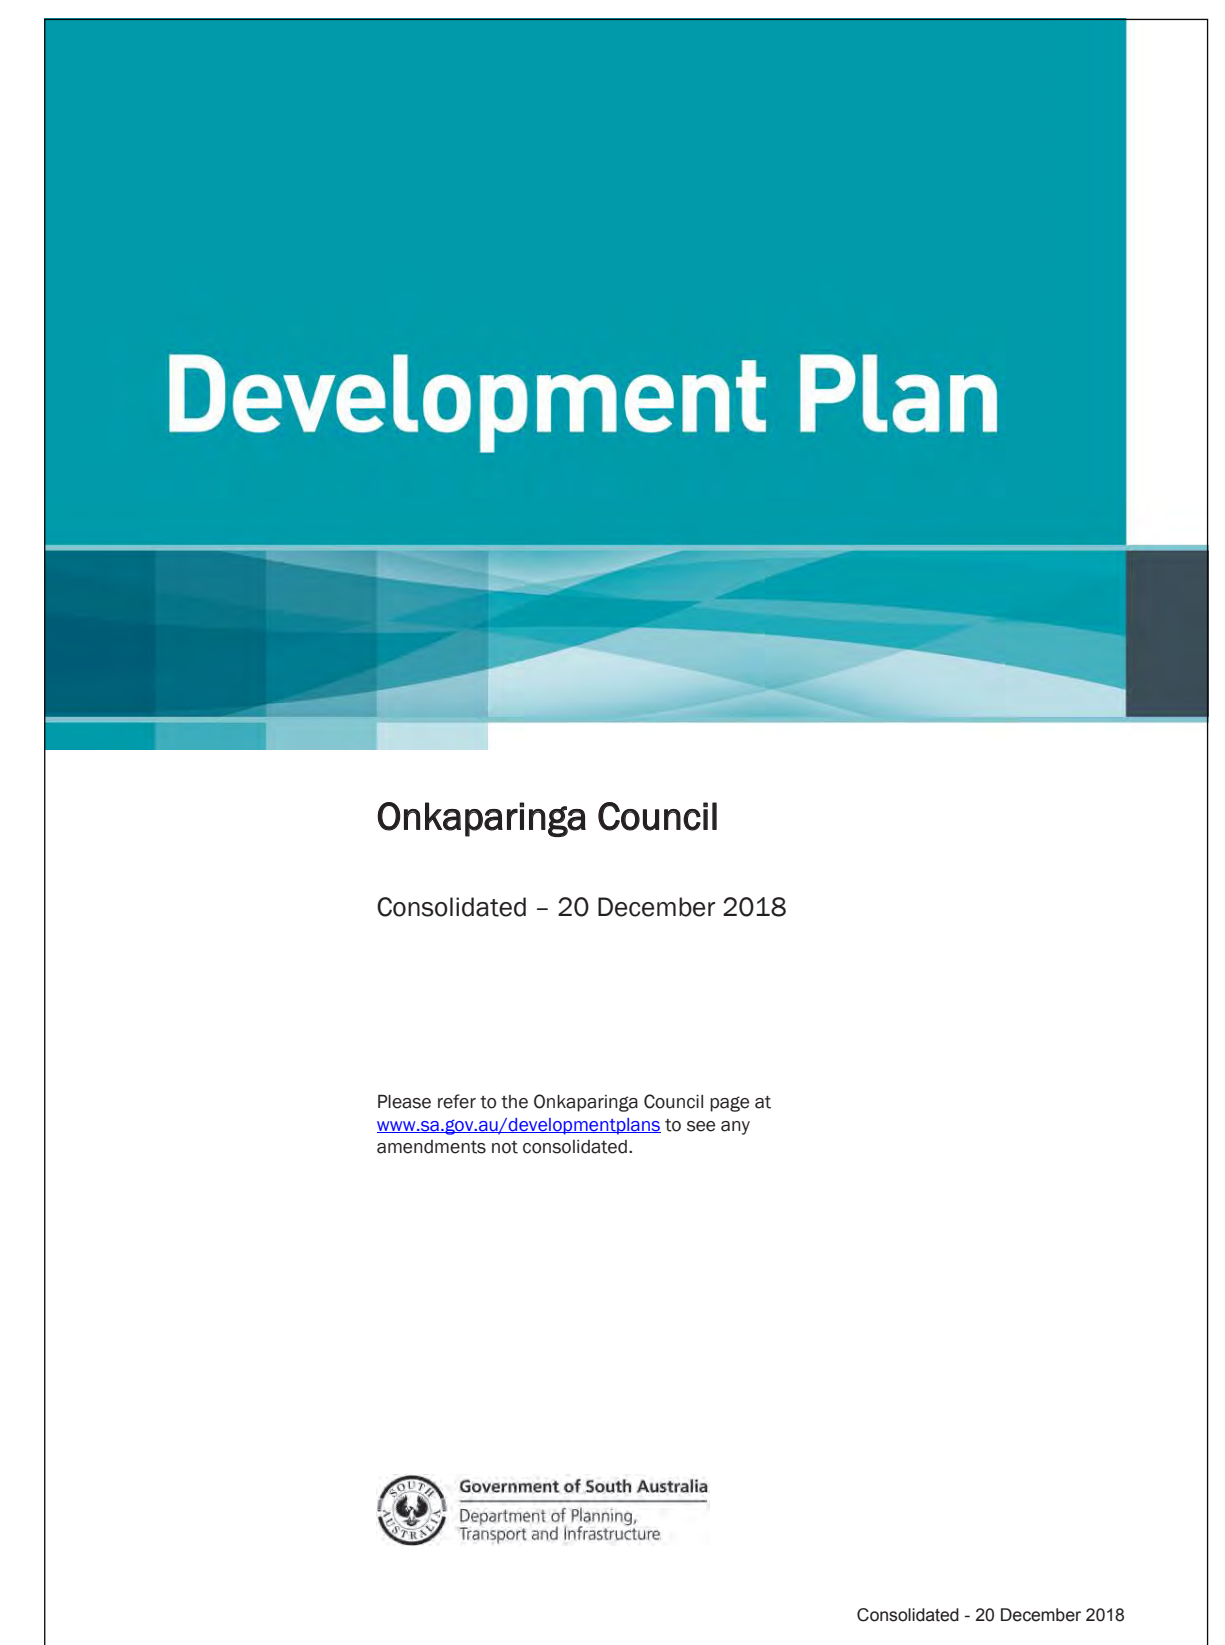 Development Plan
Onkaparinga Council
Consolidated – 20 December 2018
Please refer to the Onkaparinga Council page at
www.sa.gov.au/developmentplans to see any
amendments not consolidated.
SOUTH
AUSTRALIA
Government of South Australia
Department of Planning,
Transport and Infrastructure
Consolidated - 20 December 2018